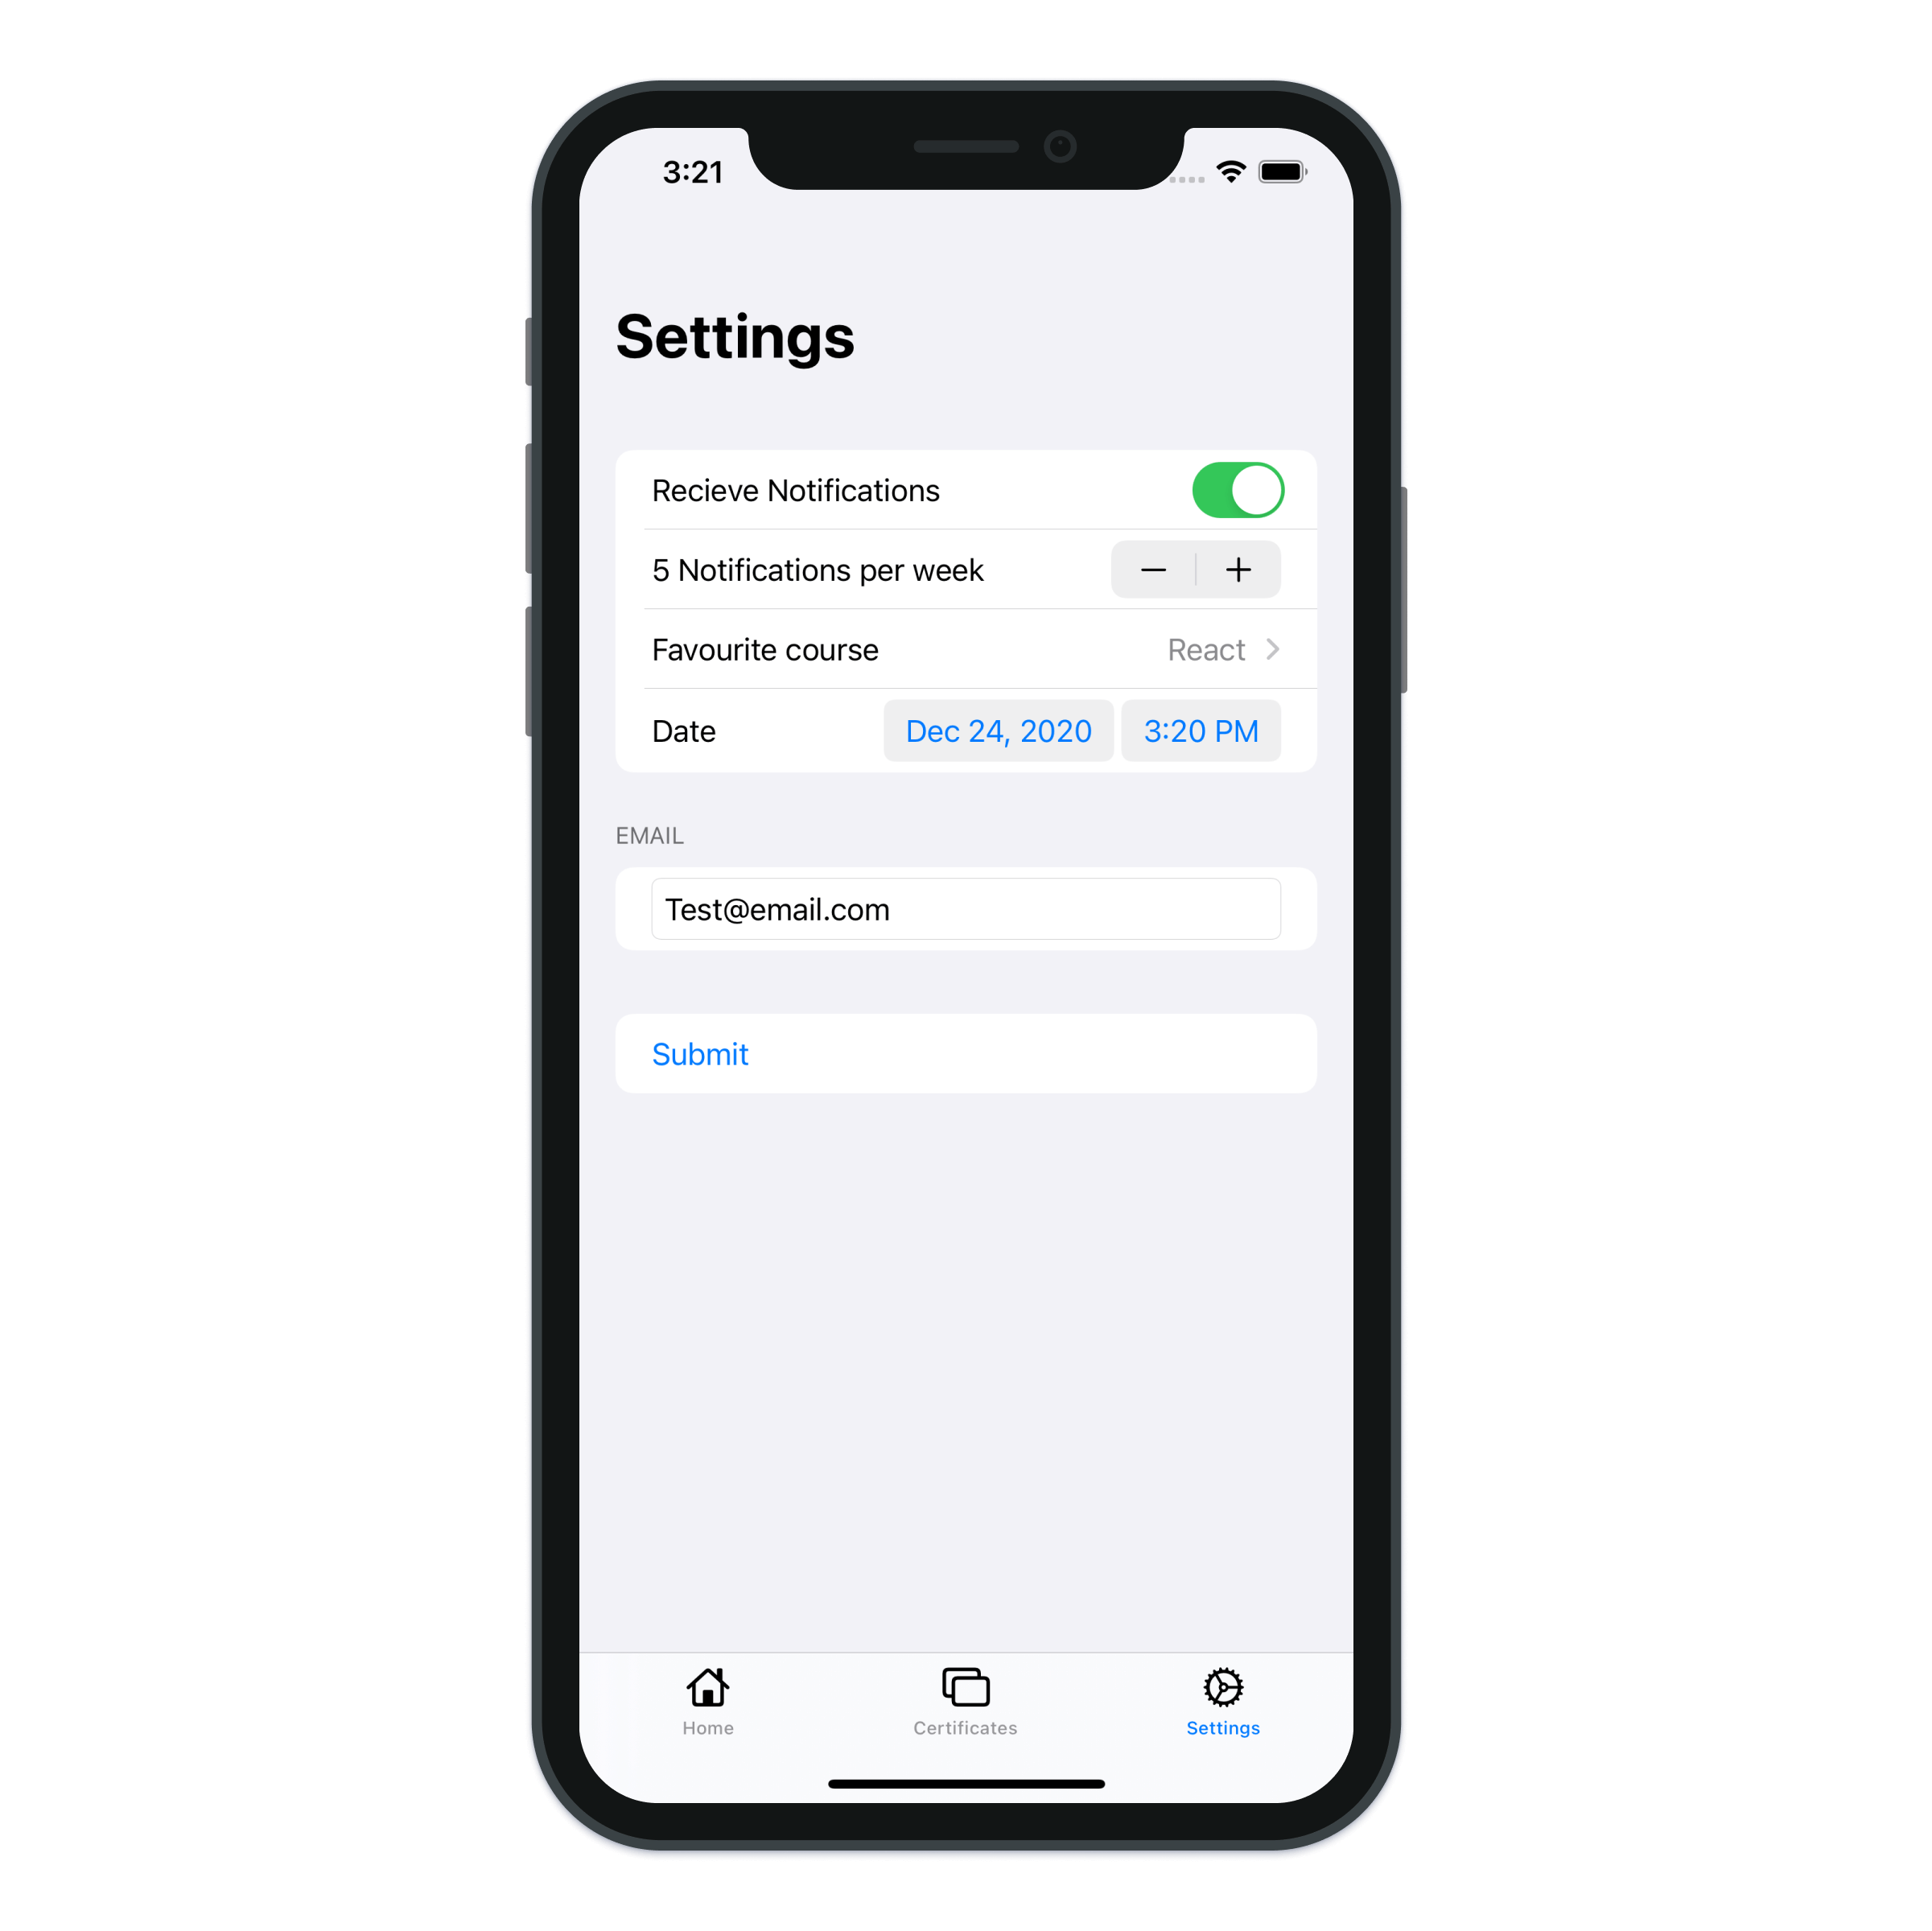 3:21
Settings
Recieve Notifications
5 Notifications per week
Favourite course React
Date Dec 24, 2020 3:20 PM
EMAIL
Test@email.com
Submit
Home Certificates Settings